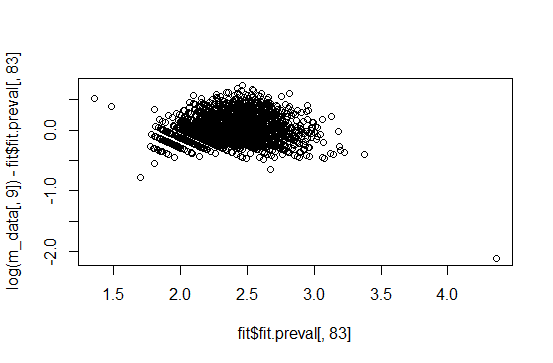 log(m_data[, 9]) - fit$fit.preval[, 83]
0.0
-1.0
-2.0
1.5 2.0 2.5 3.0 3.5 4.0
fit$fit.preval[, 83]